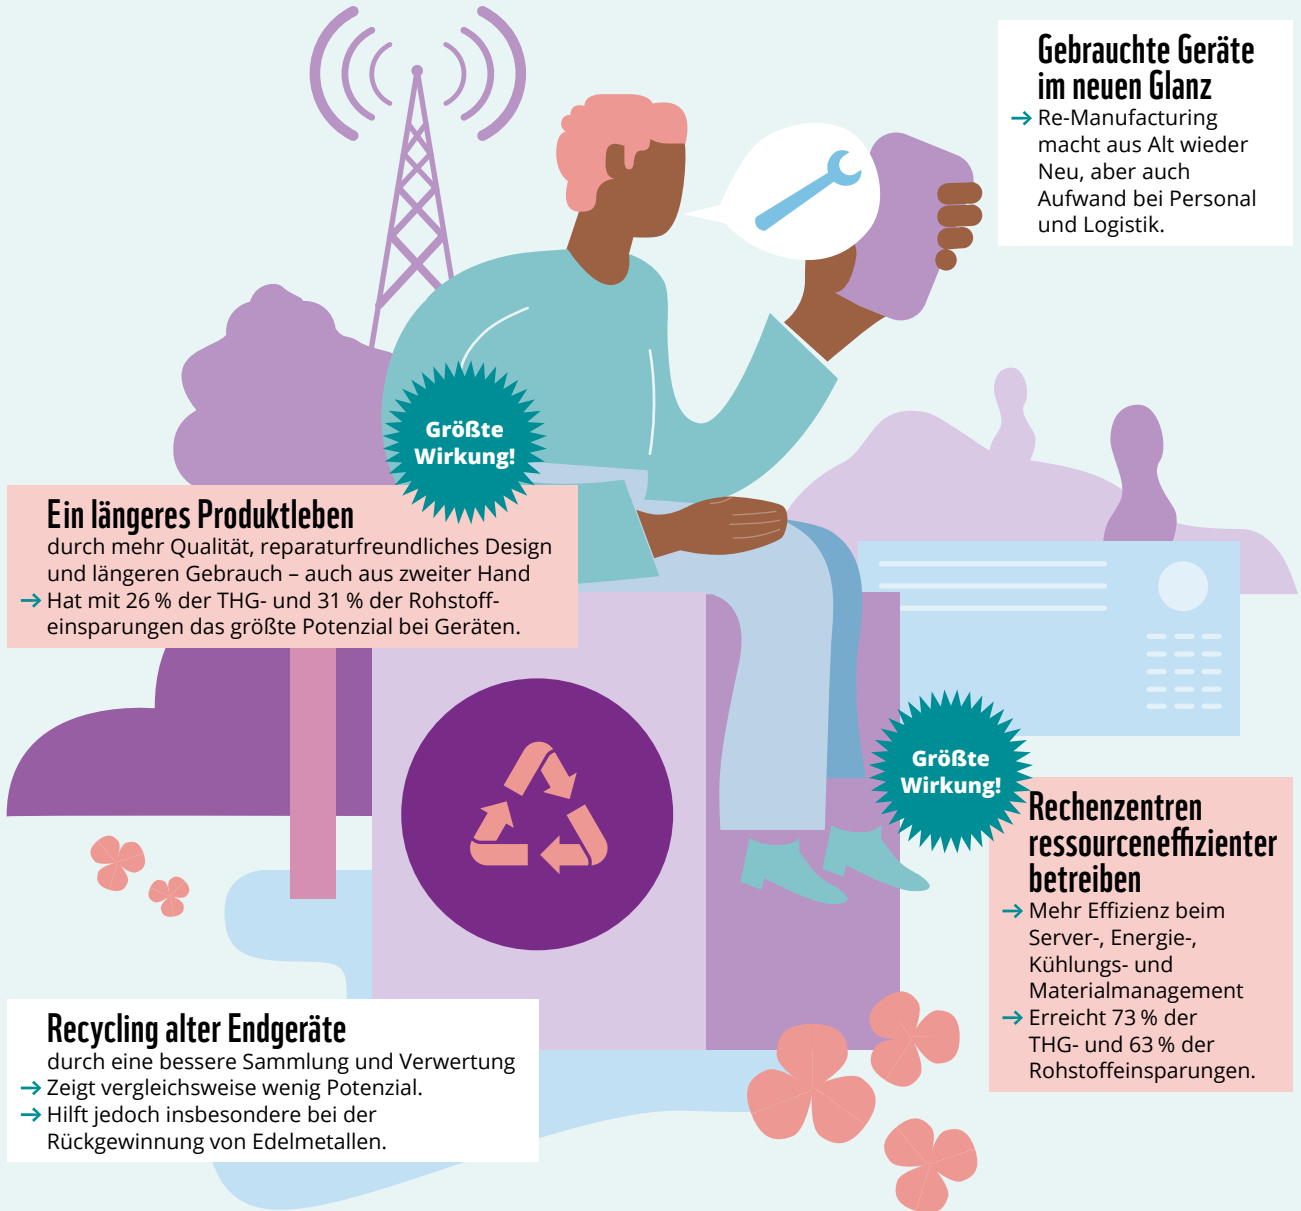 Gebrauchte Geräte
im neuen Glanz
→ Re-Manufacturing
macht aus Alt wieder
Neu, aber auch
Aufwand bei Personal
und Logistik.
Größte
Wirkung!
Ein längeres Produktleben
durch mehr Qualität, reparaturfreundliches Design
und längeren Gebrauch – auch aus zweiter Hand
→ Hat mit 26 % der THG- und 31 % der Rohstoff-
einsparungen das größte Potenzial bei Geräten.
Größte
Wirkung!
Rechenzentren
ressourceneffizienter
betreiben
→ Mehr Effizienz beim
Server-, Energie-,
Kühlungs- und
Materialmanagement
→ Erreicht 73 % der
THG- und 63 % der
Rohstoffeinsparungen.
Recycling alter Endgeräte
durch eine bessere Sammlung und Verwertung
→ Zeigt vergleichsweise wenig Potenzial.
→ Hilft jedoch insbesondere bei der
Rückgewinnung von Edelmetallen.